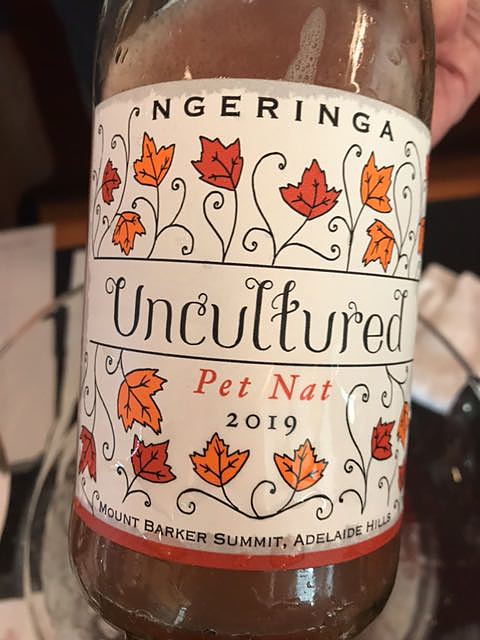 NGERINGA
Uncultured
Pet Nat
2019
MOUNT BARKER SUMMIT, ADELAIDE HILLS